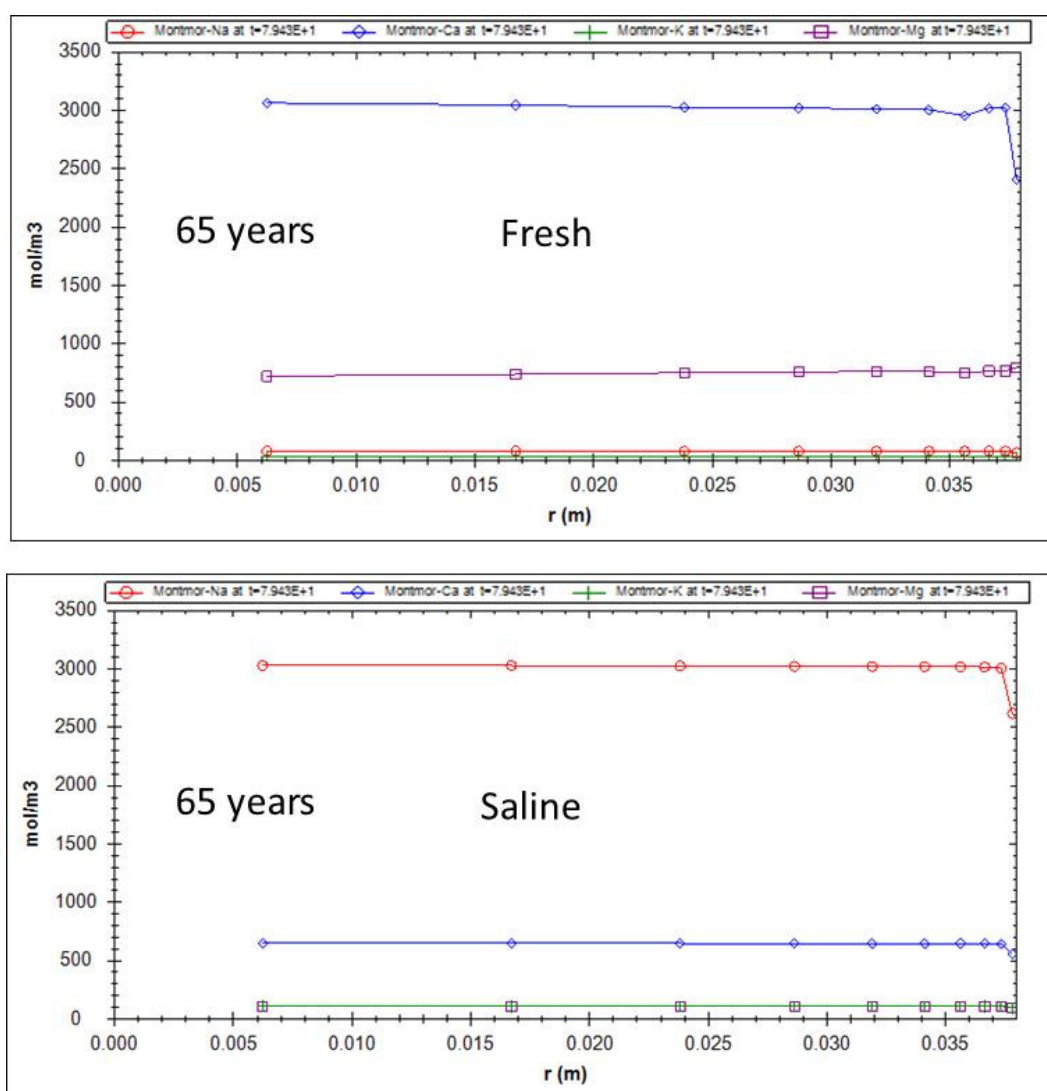 Montmor-Na at t=7.943E+1 Montmor-Ca at t=7.943E+1 Montmor-K at t=7.943E+1 Montmor-Mg at t=7.943E+1
3500
3000
2500
2000
1500
1000
500
0
mol/m3
65 years Fresh
0.000 0.005 0.010 0.015 0.020 0.025 0.030 0.035
r (m)
Montmor-Na at t=7.943E+1 Montmor-Ca at t=7.943E+1 Montmor-K at t=7.943E+1 Montmor-Mg at t=7.943E+1
3500
3000
2500
2000
1500
1000
500
0
mol/m3
65 years Saline
0.000 0.005 0.010 0.015 0.020 0.025 0.030 0.035
r (m)